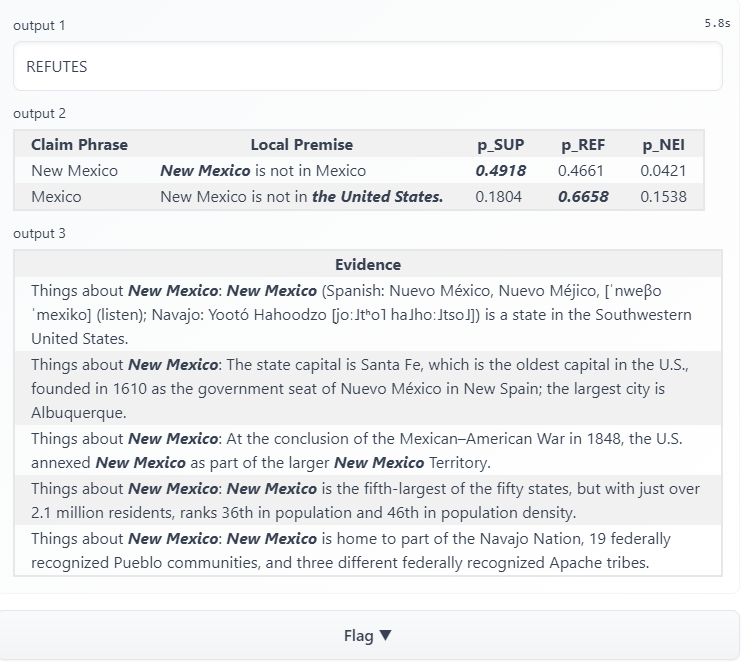 output 1
5.8s
REFUTES
output 2
Claim Phrase Local Premise p_SUP p_REF p_NEI
New Mexico New Mexico is not in Mexico 0.4918 0.4661 0.0421
Mexico New Mexico is not in the United States. 0.1804 0.6658 0.1538
output 3
Evidence
Things about New Mexico: New Mexico (Spanish: Nuevo México, Nuevo Méjico, [ˈnweβo
ˈmexiko] (listen); Navajo: Yootó Hahoodzo [joː˩tʰo˥ ha˩hoː˩tso˩]) is a state in the Southwestern
United States.
Things about New Mexico: The state capital is Santa Fe, which is the oldest capital in the U.S.,
founded in 1610 as the government seat of Nuevo México in New Spain; the largest city is
Albuquerque.
Things about New Mexico: At the conclusion of the Mexican–American War in 1848, the U.S.
annexed New Mexico as part of the larger New Mexico Territory.
Things about New Mexico: New Mexico is the fifth-largest of the fifty states, but with just over
2.1 million residents, ranks 36th in population and 46th in population density.
Things about New Mexico: New Mexico is home to part of the Navajo Nation, 19 federally
recognized Pueblo communities, and three different federally recognized Apache tribes.
Flag ▼